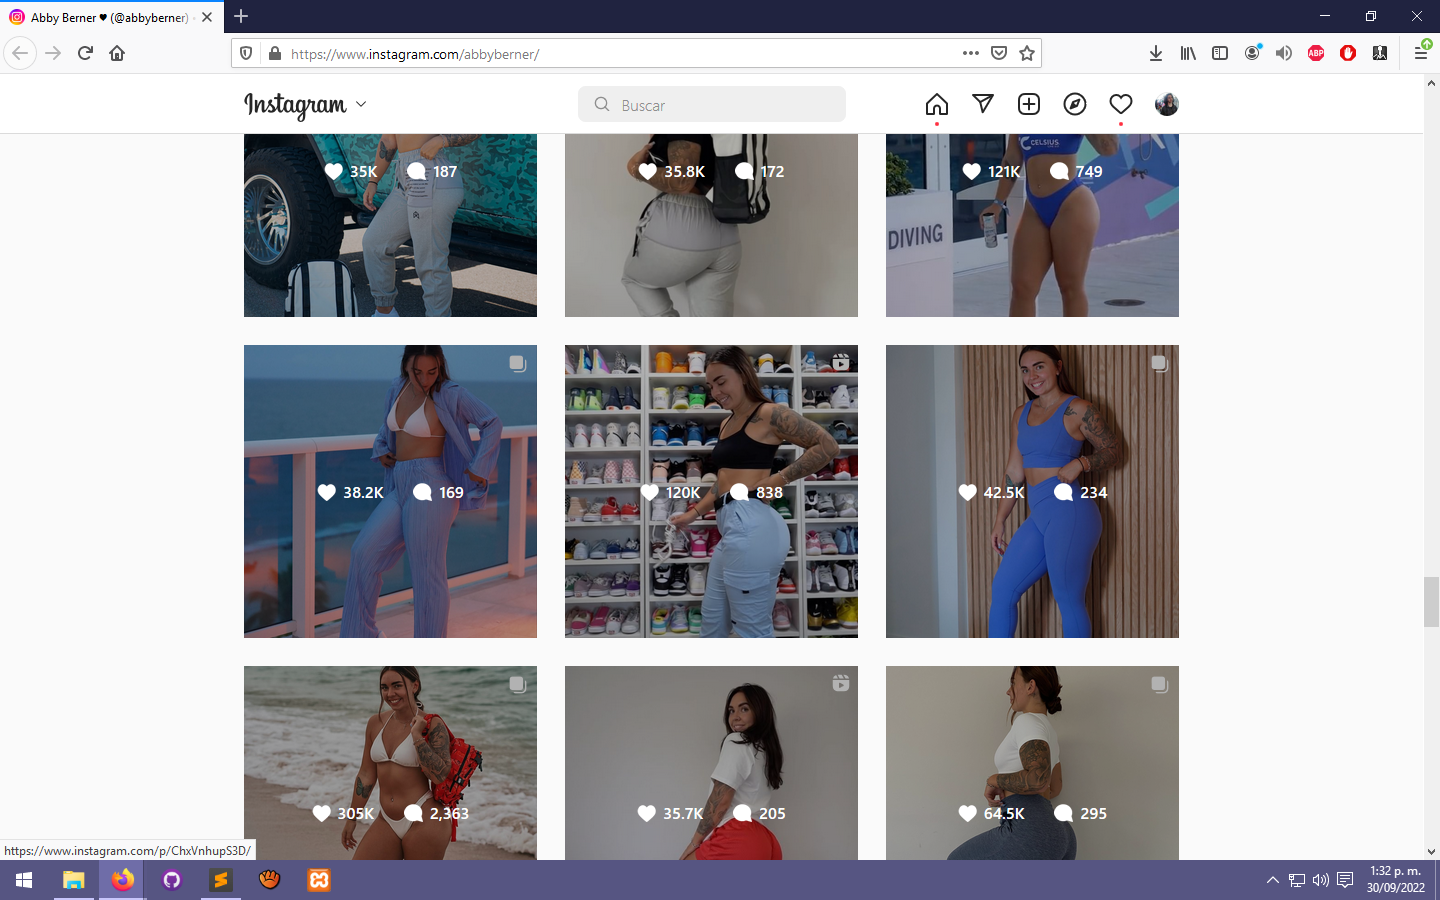 Abby Berner ♥ (@abbyberner)
https://www.instagram.com/abbyberner/
ABP
Instagram
Buscar
35K 187
35.8K 172
CELSIUS
DIVING
121K 749
38.2K 169
120K 838
42.5K 234
305K 2,363
35.7K 205
64.5K 295
https://www.instagram.com/p/ChxVnhupS3D/
1:32 p. m.
30/09/2022